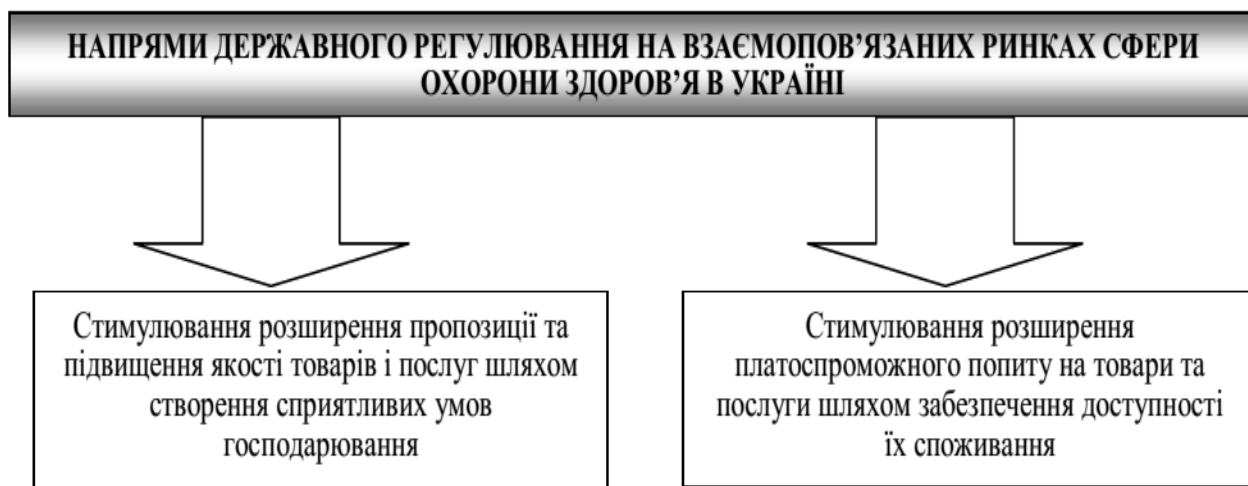 НАПРЯМИ ДЕРЖАВНОГО РЕГУЛЮВАННЯ НА ВЗАЄМОПОВ’ЯЗАНИХ РИНКАХ СФЕРИ
ОХОРОНИ ЗДОРОВ’Я В УКРАЇНІ
Стимулювання розширення пропозиції та
підвищення якості товарів і послуг шляхом
створення сприятливих умов
господарювання
Стимулювання розширення
платоспроможного попиту на товари та
послуги шляхом забезпечення доступності
їх споживання